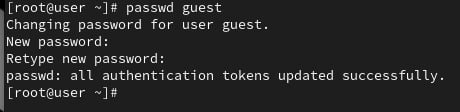 [root@user ~]# passwd guest
Changing password for user guest.
New password:
Retype new password:
passwd: all authentication tokens updated successfully.
[root@user ~]#